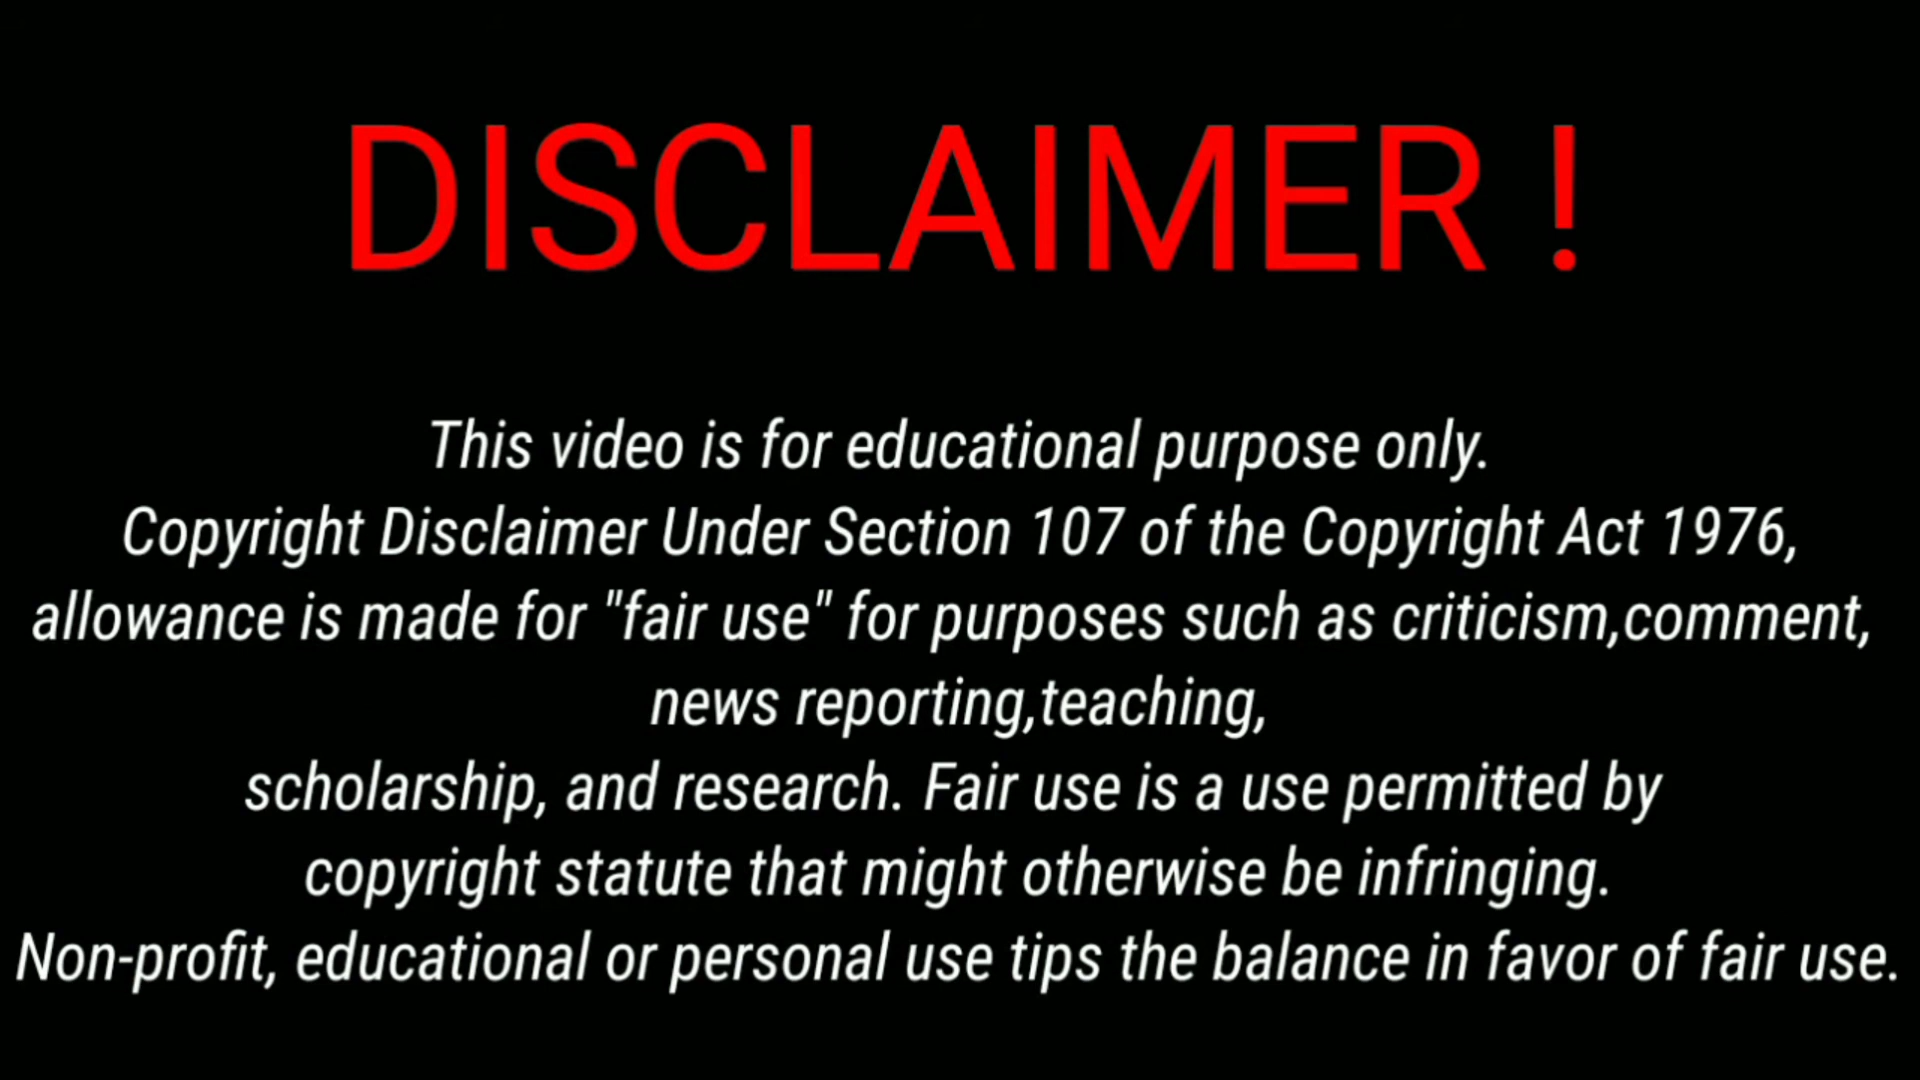 DISCLAIMER !
This video is for educational purpose only.
Copyright Disclaimer Under Section 107 of the Copyright Act 1976,
allowance is made for "fair use" for purposes such as criticism,comment,
news reporting,teaching,
scholarship, and research. Fair use is a use permitted by
copyright statute that might otherwise be infringing.
Non-profit, educational or personal use tips the balance in favor of fair use.